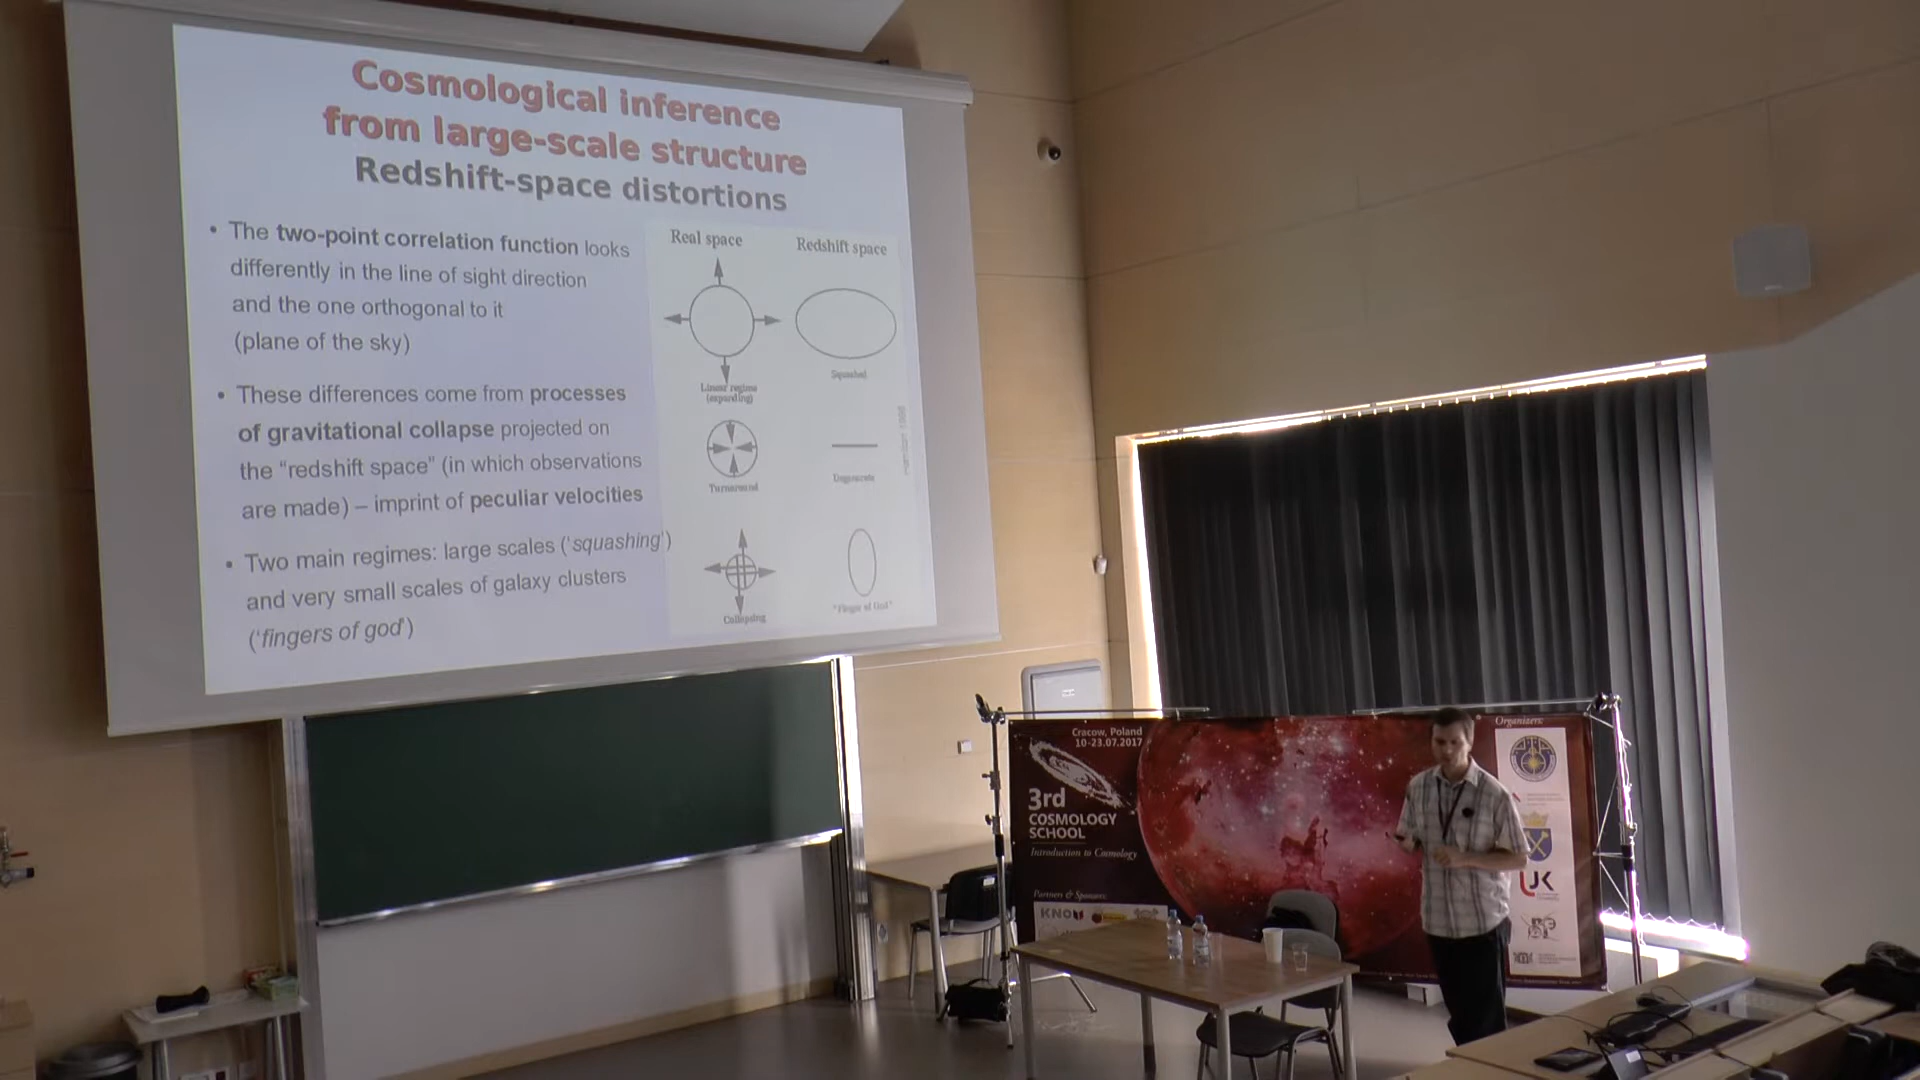 Cosmological inference
from large-scale structure
Redshift-space distortions
• The two-point correlation function looks
differently in the line of sight direction
and the one orthogonal to it
(plane of the sky)
• These differences come from processes
of gravitational collapse projected on
the “redshift space” (in which observations
are made) – imprint of peculiar velocities
• Two main regimes: large scales (‘squashing’)
and very small scales of galaxy clusters
(‘fingers of god’)
Real space
Redshift space
Linear regime
(expanding)
Squashed
Turnaround
Degenerate
Collapsing
"Finger of God"
Hamilton 1998
Cracow, Poland
10-23.07.2017
3rd
COSMOLOGY
SCHOOL
Introduction to Cosmology
Partners & Sponsors:
KNOW
Organizers:
UJK